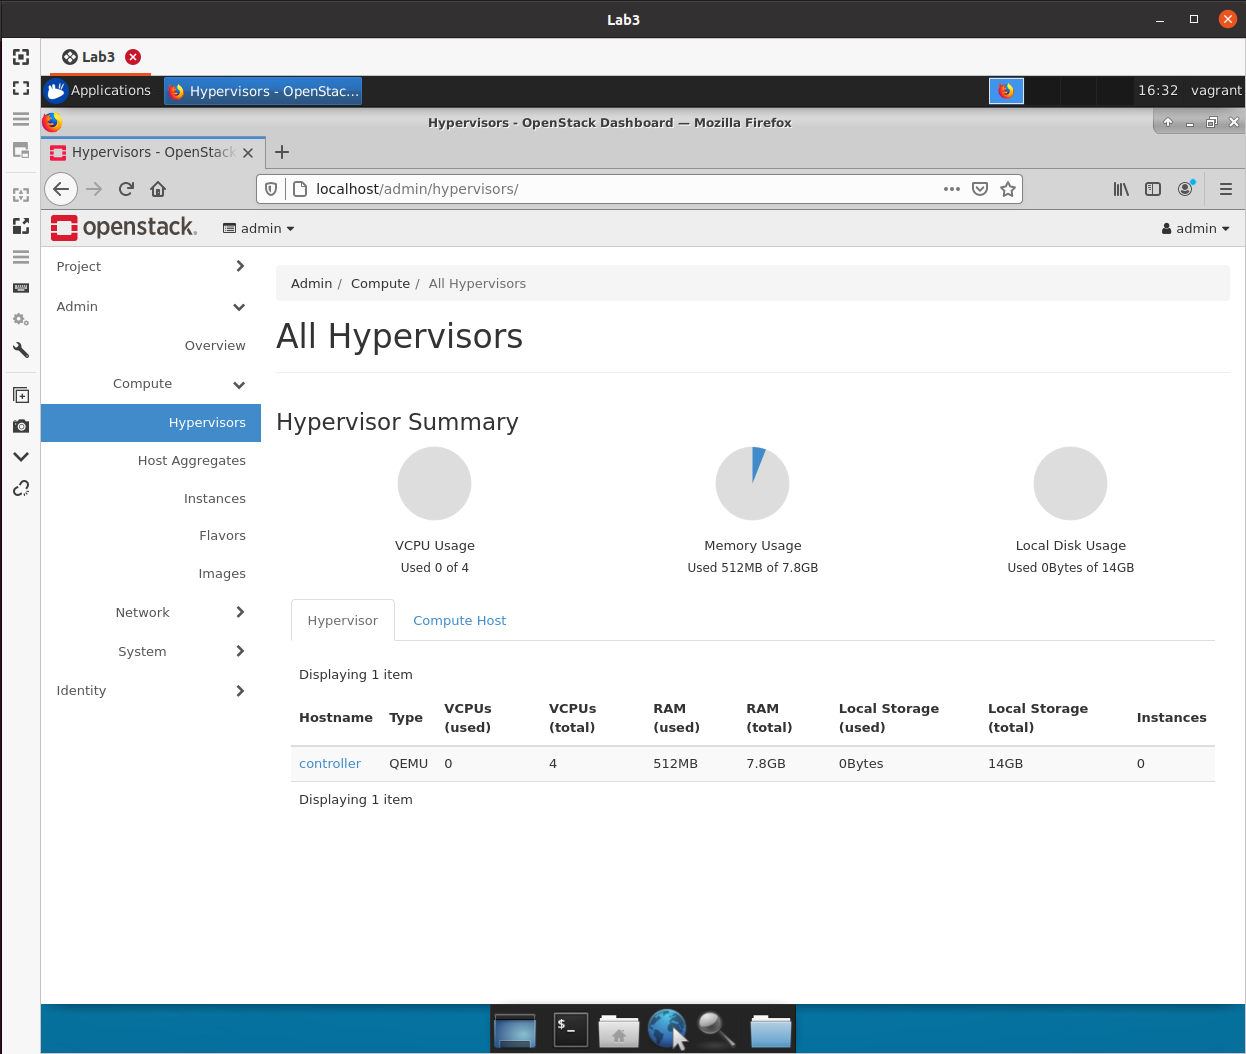 Lab3
Lab3
Applications
Hypervisors - OpenStac...
16:32
vagrant
Hypervisors - OpenStack Dashboard — Mozilla Firefox
Hypervisors - OpenStack
localhost/admin/hypervisors/
openstack.
admin
admin
Project
Admin
Overview
Compute
Hypervisors
Host Aggregates
Instances
Flavors
Images
Network
System
Identity
Admin / Compute / All Hypervisors
All Hypervisors
Hypervisor Summary
VCPU Usage
Used 0 of 4
Memory Usage
Used 512MB of 7.8GB
Local Disk Usage
Used 0Bytes of 14GB
Hypervisor
Compute Host
Displaying 1 item
Hostname Type VCPUs (used) VCPUs (total) RAM (used) RAM (total) Local Storage (used) Local Storage (total) Instances
controller QEMU 0 4 512MB 7.8GB 0Bytes 14GB 0
Displaying 1 item
$_